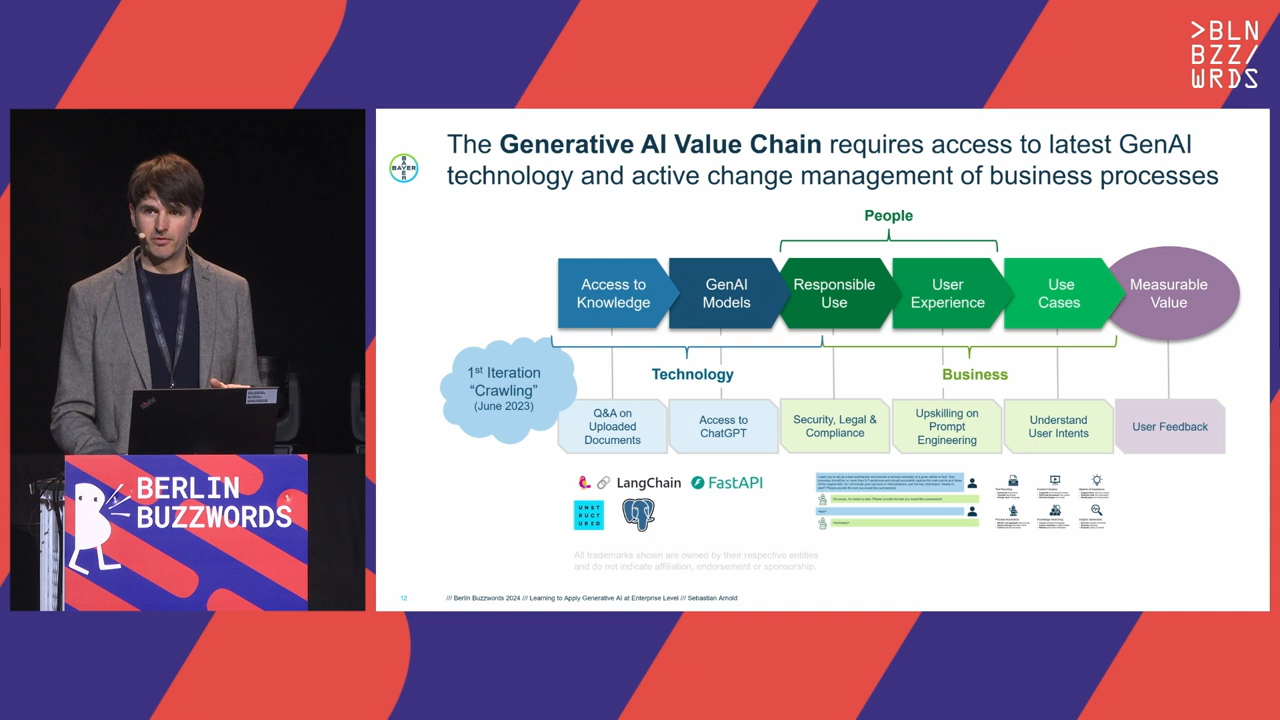 >BLN
BZZ/
WRDS
The Generative AI Value Chain requires access to latest GenAI
technology and active change management of business processes
BAYER
BAYER
People
Access to
Knowledge
GenAI
Models
Responsible
Use
User
Experience
Use
Cases
Measurable
Value
1st Iteration
“Crawling”
(June 2023)
Technology
Business
Q&A on
Uploaded
Documents
Access to
ChatGPT
Security, Legal &
Compliance
Upskilling on
Prompt
Engineering
Understand
User Intents
User Feedback
LangChain
FastAPI
UNST
RUCT
URED
All trademarks shown are owned by their respective entities
and do not indicate affiliation, endorsement or sponsorship.
12
/// Berlin Buzzwords 2024 /// Learning to Apply Generative AI at Enterprise Level /// Sebastian Arnold
BERLIN
BUZZWORDS